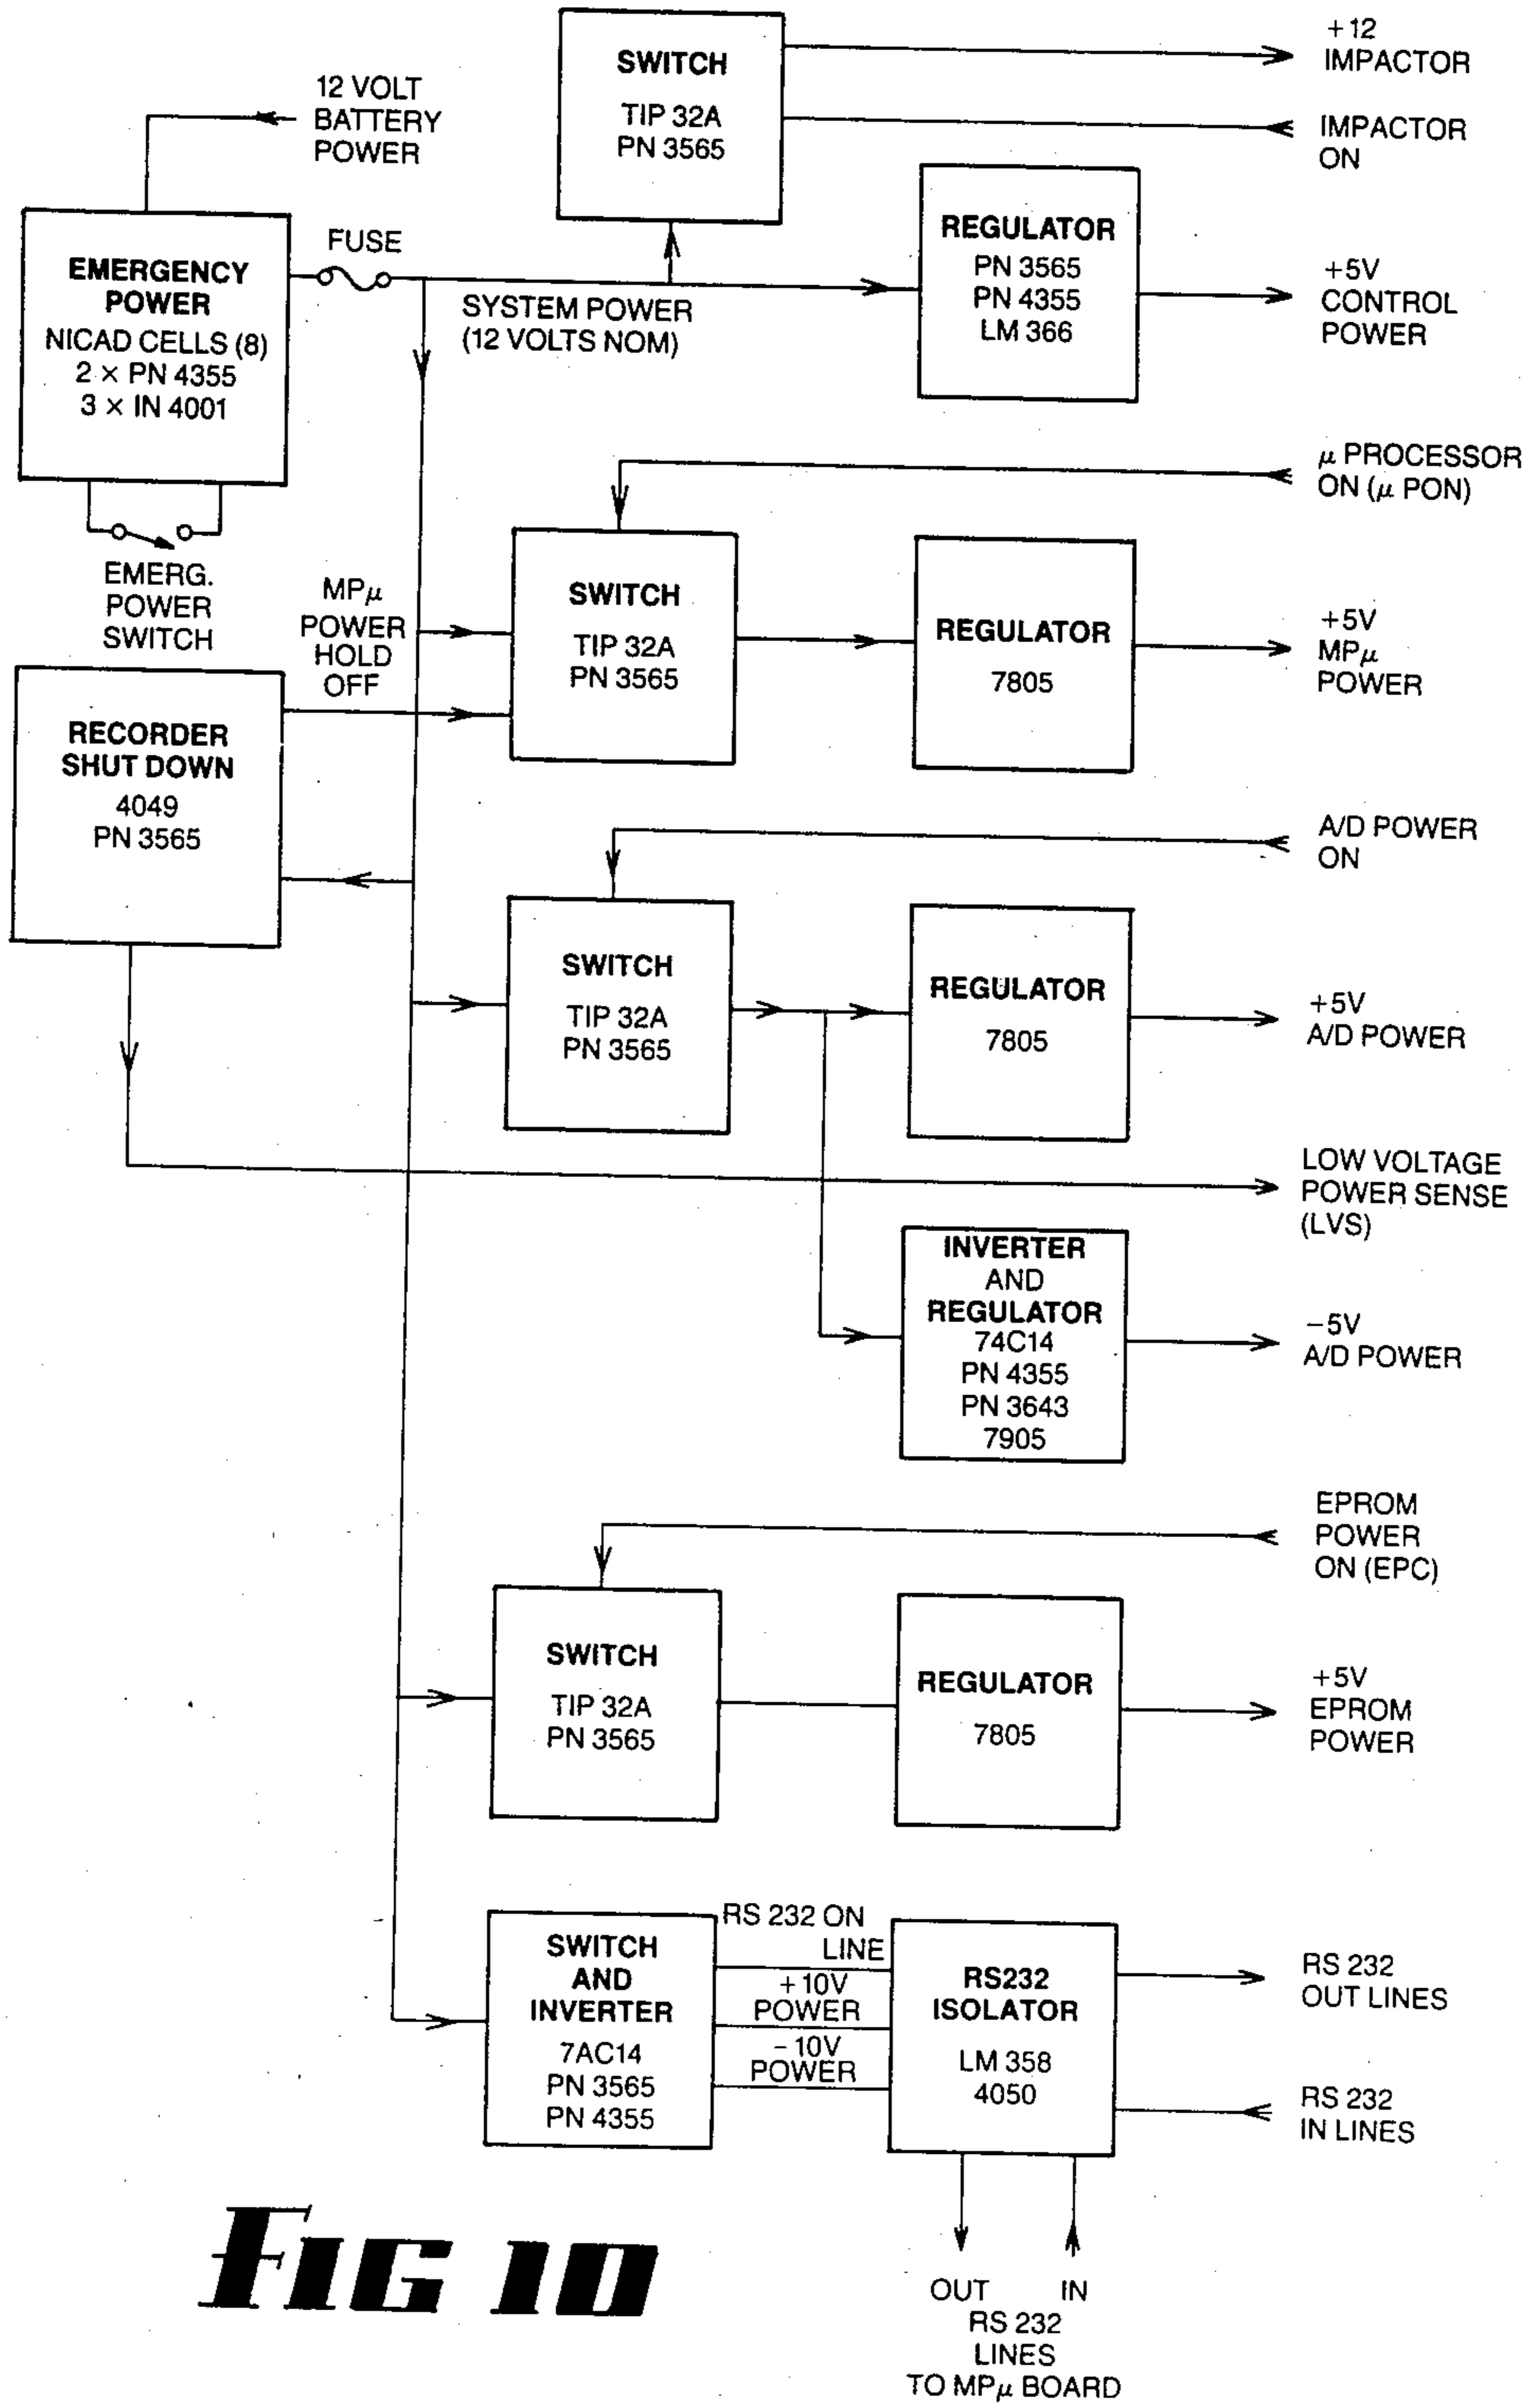 SWITCH
TIP 32A
PN 3565
+12
IMPACTOR
IMPACTOR
ON
12 VOLT
BATTERY
POWER
EMERGENCY
POWER
NICAD CELLS (8)
2 × PN 4355
3 × IN 4001
FUSE
SYSTEM POWER
(12 VOLTS NOM)
REGULATOR
PN 3565
PN 4355
LM 366
+5V
CONTROL
POWER
EMERG.
POWER
SWITCH
μ PROCESSOR
ON (μ PON)
MPμ
POWER
HOLD
OFF
SWITCH
TIP 32A
PN 3565
REGULATOR
7805
+5V
MPμ
POWER
RECORDER
SHUT DOWN
4049
PN 3565
A/D POWER
ON
SWITCH
TIP 32A
PN 3565
REGULATOR
7805
+5V
A/D POWER
LOW VOLTAGE
POWER SENSE
(LVS)
INVERTER
AND
REGULATOR
74C14
PN 4355
PN 3643
7905
−5V
A/D POWER
EPROM
POWER
ON (EPC)
SWITCH
TIP 32A
PN 3565
REGULATOR
7805
+5V
EPROM
POWER
SWITCH
AND
INVERTER
7AC14
PN 3565
PN 4355
RS 232 ON
LINE
+10V
POWER
−10V
POWER
RS232
ISOLATOR
LM 358
4050
RS 232
OUT LINES
RS 232
IN LINES
OUT IN
RS 232
LINES
TO MPμ BOARD
FIG 10